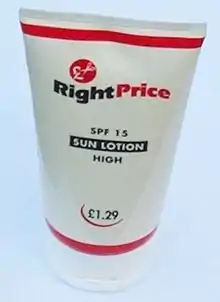 £
RightPrice
SPF 15
SUN LOTION
HIGH
£1.29